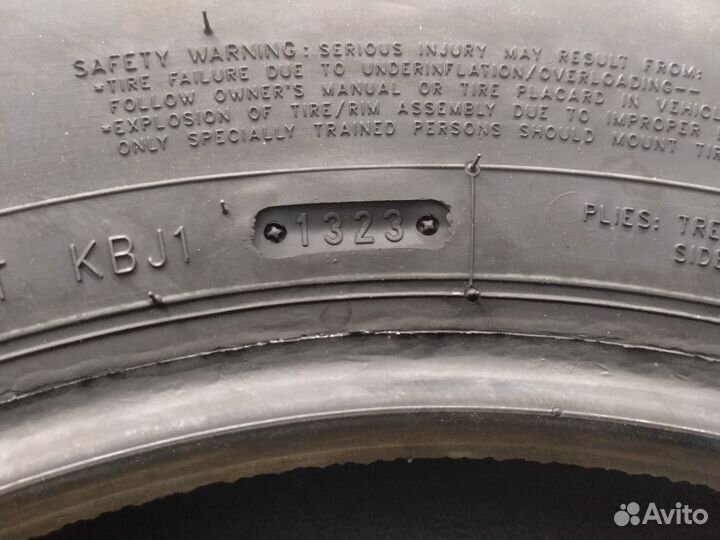 SAFETY WARNING: SERIOUS INJURY MAY RESULT FROM:
*TIRE FAILURE DUE TO UNDERINFLATION/OVERLOADING--
FOLLOW OWNER'S MANUAL OR TIRE PLACARD IN
*EXPLOSION OF TIRE/RIM ASSEMBLY DUE TO IMPROPER
ONLY SPECIALLY TRAINED PERSONS SHOULD MOUNT
KBJ1 1323
PLIES:
Avito